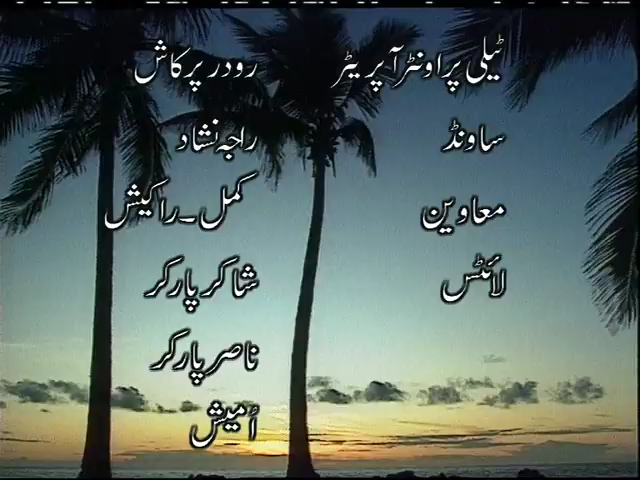 ٹیلی پراونٹر آپریٹر رودر پرکاش
ساونڈ راجہ نشاد
معاوین کمل۔راکیش
لائٹس شاکر پارکر
ناصر پارکر
اُمیش